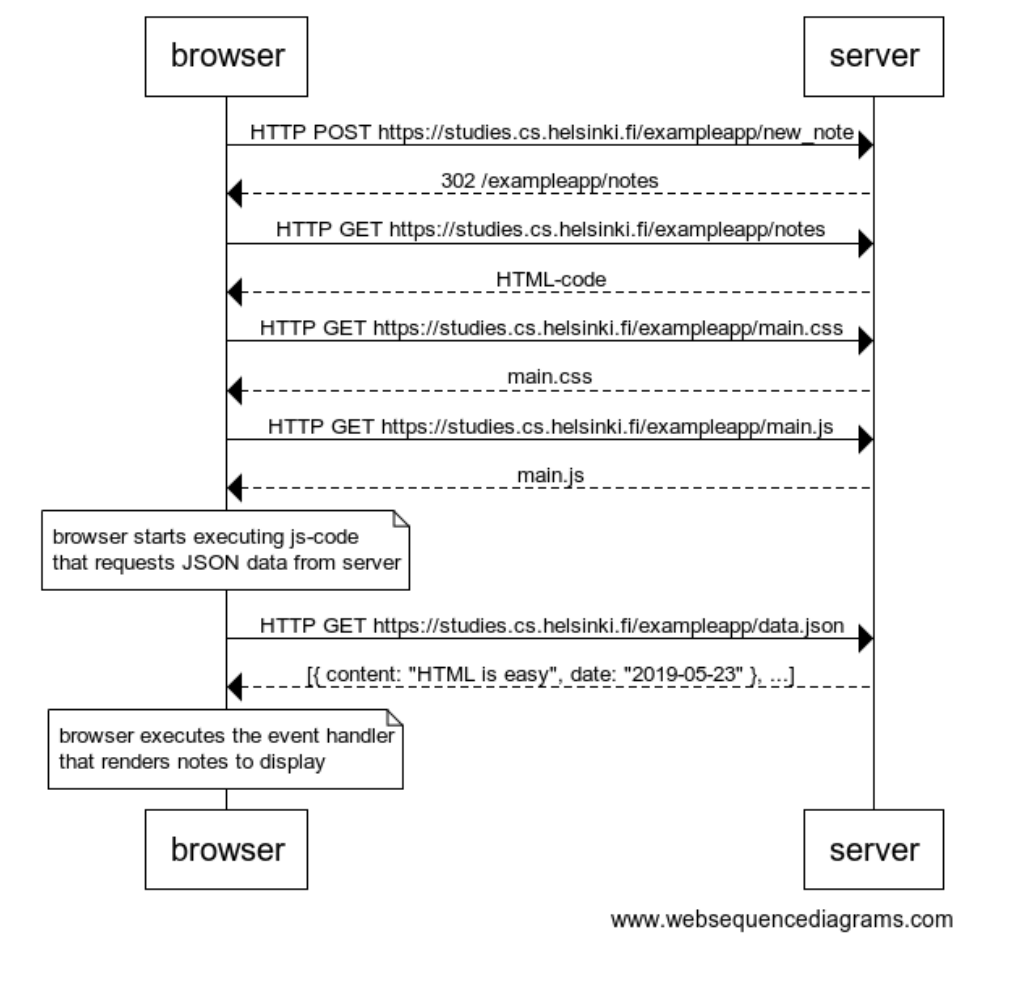 browser
server
HTTP POST https://studies.cs.helsinki.fi/exampleapp/new_note
302 /exampleapp/notes
HTTP GET https://studies.cs.helsinki.fi/exampleapp/notes
HTML-code
HTTP GET https://studies.cs.helsinki.fi/exampleapp/main.css
main.css
HTTP GET https://studies.cs.helsinki.fi/exampleapp/main.js
main.js
browser starts executing js-code
that requests JSON data from server
HTTP GET https://studies.cs.helsinki.fi/exampleapp/data.json
[{ content: "HTML is easy", date: "2019-05-23" }, ...]
browser executes the event handler
that renders notes to display
browser
server
www.websequencediagrams.com